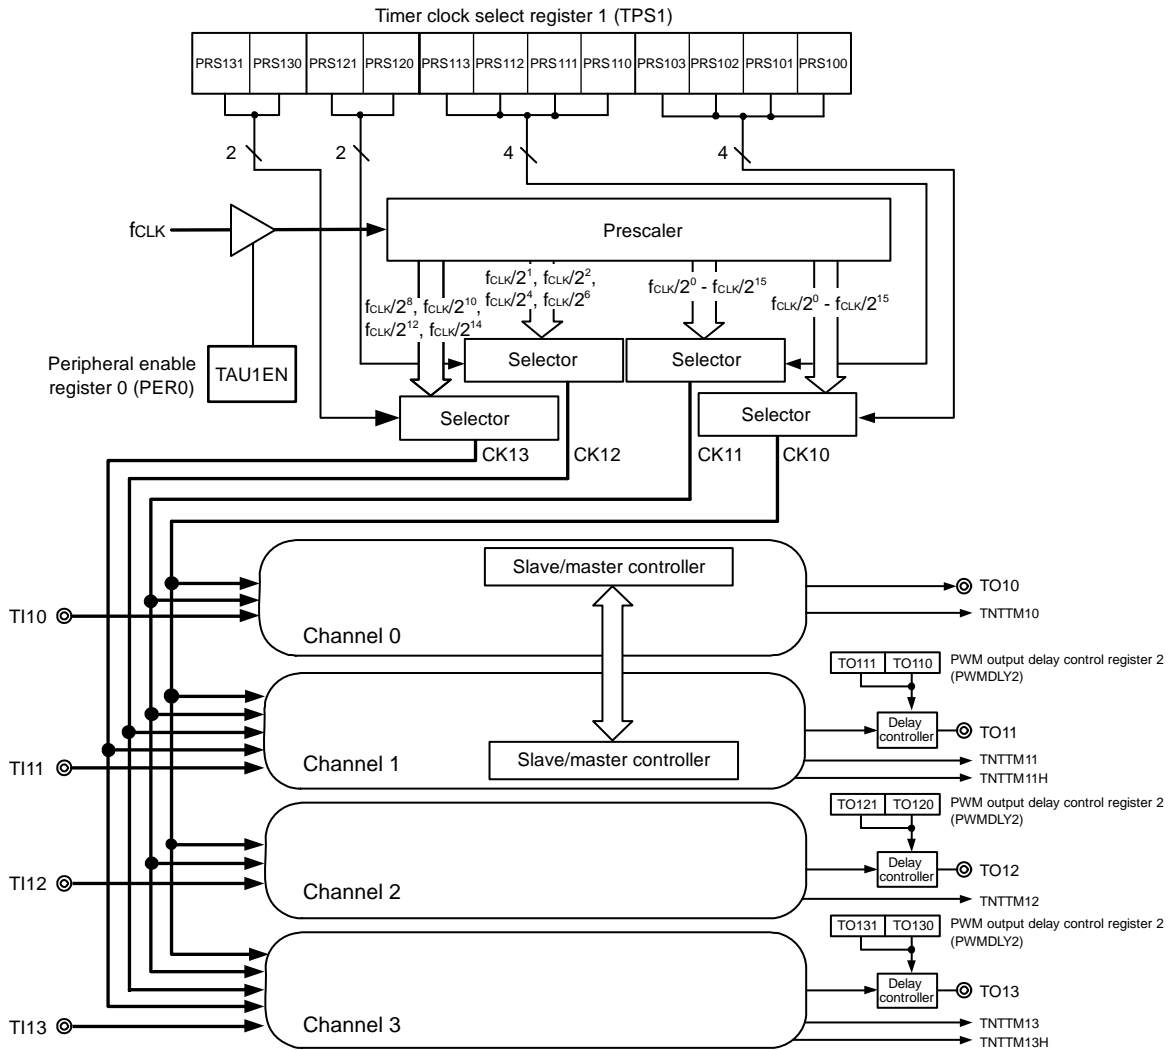 Timer clock select register 1 (TPS1)
PRS131 PRS130 PRS121 PRS120 PRS113 PRS112 PRS111 PRS110 PRS103 PRS102 PRS101 PRS100
2 2 4 4
fCLK
Prescaler
fCLK/2^8, fCLK/2^10,
fCLK/2^12, fCLK/2^14
fCLK/2^1, fCLK/2^2,
fCLK/2^4, fCLK/2^6
fCLK/2^0 - fCLK/2^15
fCLK/2^0 - fCLK/2^15
Peripheral enable
register 0 (PER0)
TAU1EN
Selector
Selector
Selector
Selector
CK13
CK12
CK11
CK10
TI10
Slave/master controller
Channel 0
TO10
TNTTM10
TI11
Channel 1
Slave/master controller
TO111 TO110
PWM output delay control register 2
(PWMDLY2)
Delay
controller
TO11
TNTTM11
TNTTM11H
TI12
Channel 2
TO121 TO120
PWM output delay control register 2
(PWMDLY2)
Delay
controller
TO12
TNTTM12
TI13
Channel 3
TO131 TO130
PWM output delay control register 2
(PWMDLY2)
Delay
controller
TO13
TNTTM13
TNTTM13H